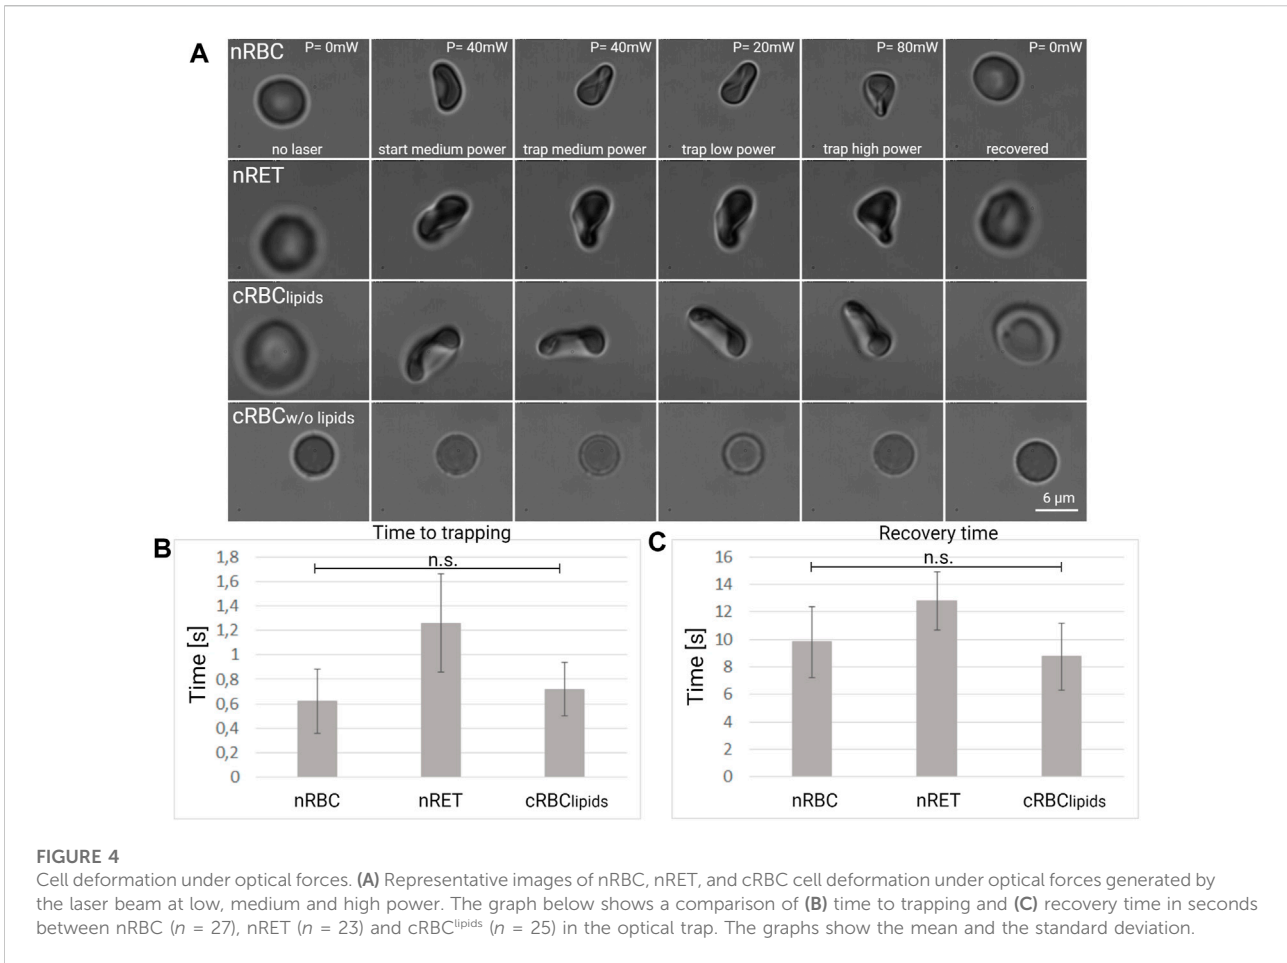 A
nRBC
P= 0mW
P= 40mW
P= 40mW
P= 20mW
P= 80mW
P= 0mW
no laser
start medium power
trap medium power
trap low power
trap high power
recovered
nRET
cRBClipids
cRBCw/o lipids
6 μm
B
Time to trapping
n.s.
Time [s]
1,8
1,6
1,4
1,2
1
0,8
0,6
0,4
0,2
0
nRBC
nRET
cRBClipids
C
Recovery time
n.s.
Time [s]
16
14
12
10
8
6
4
2
0
nRBC
nRET
cRBClipids
FIGURE 4
Cell deformation under optical forces. (A) Representative images of nRBC, nRET, and cRBC cell deformation under optical forces generated by
the laser beam at low, medium and high power. The graph below shows a comparison of (B) time to trapping and (C) recovery time in seconds
between nRBC (n = 27), nRET (n = 23) and cRBClipids (n = 25) in the optical trap. The graphs show the mean and the standard deviation.